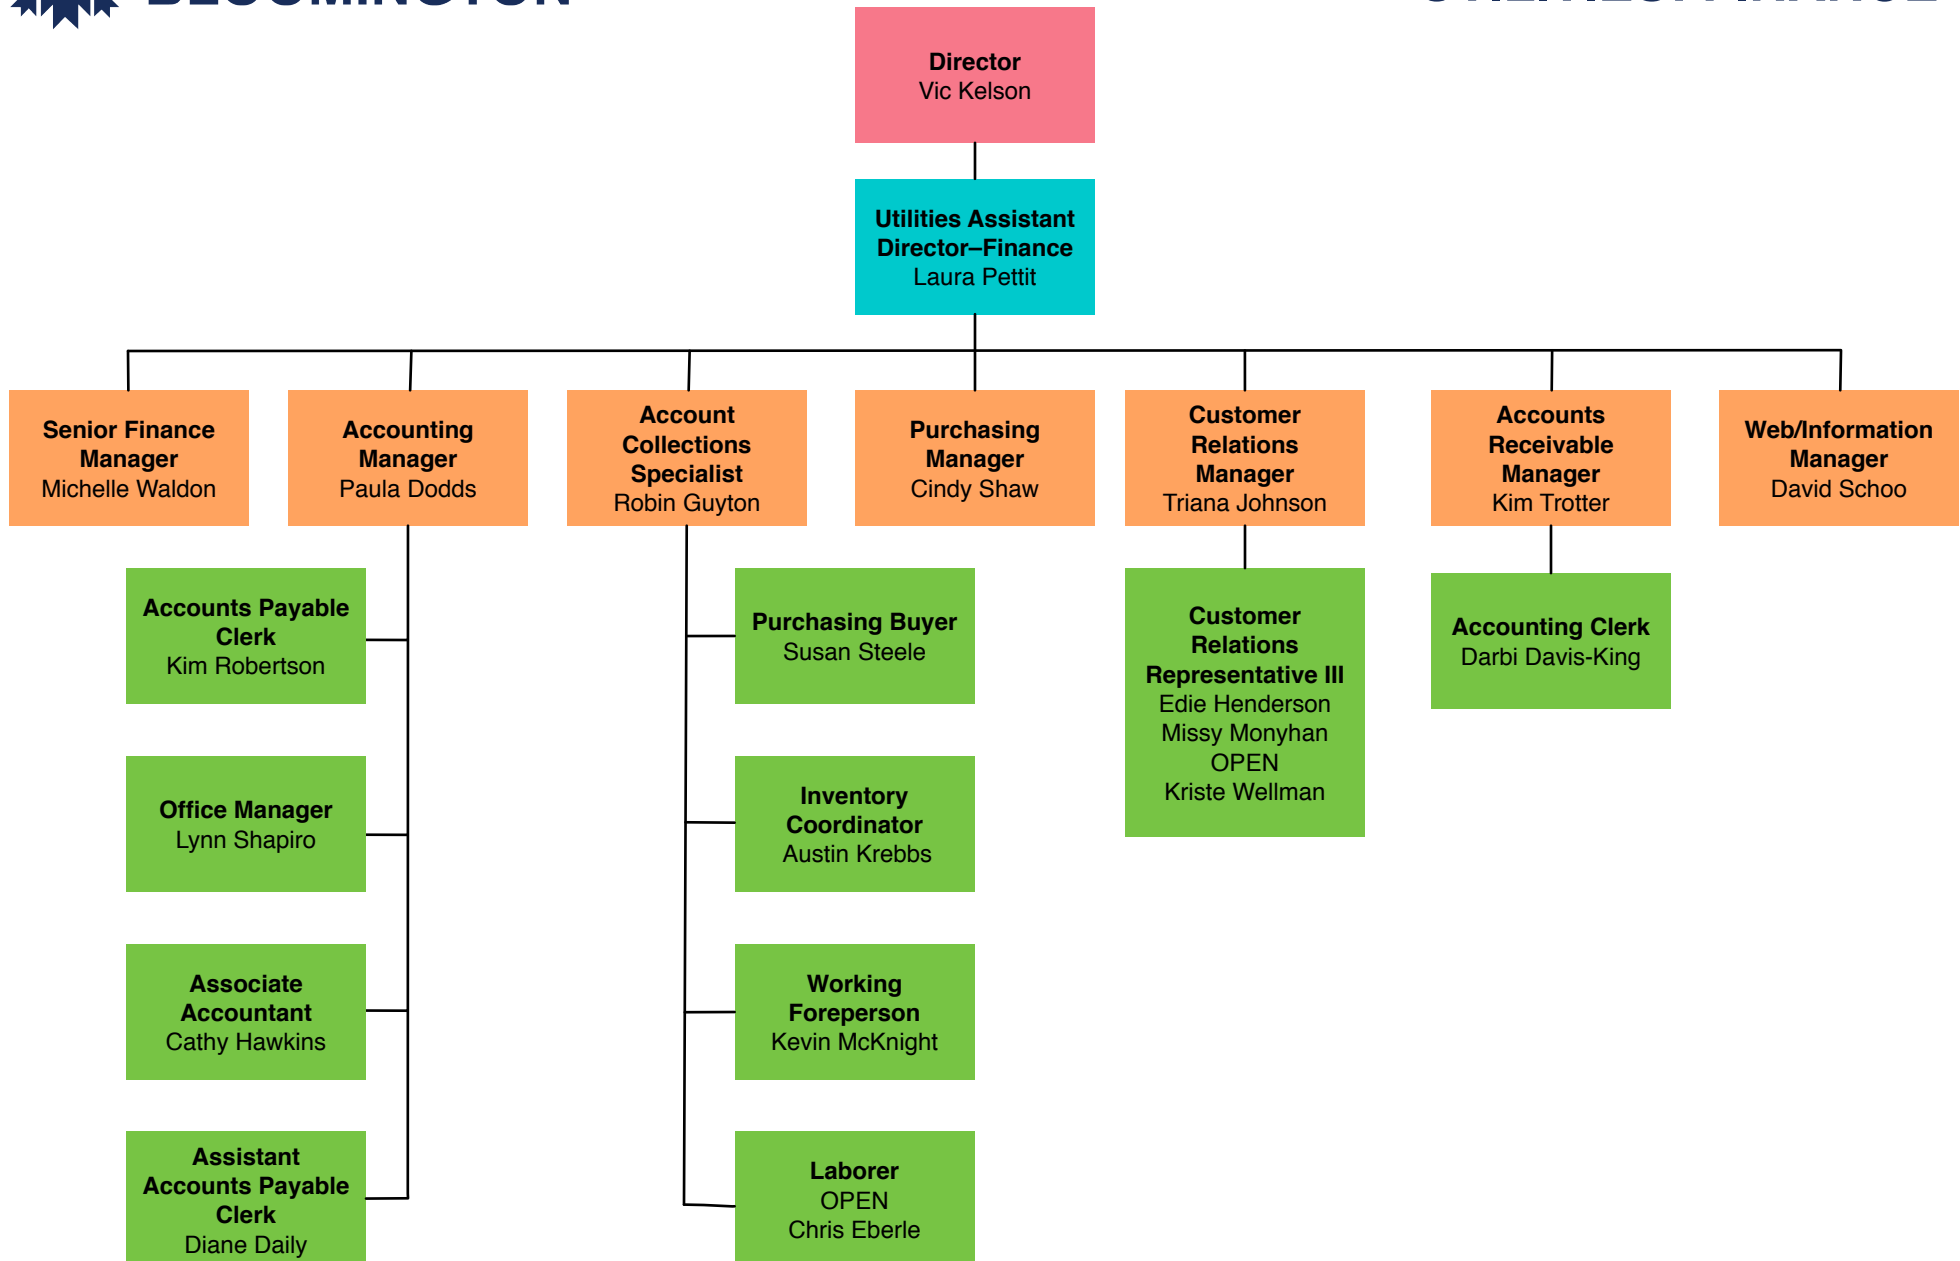 Director
Vic Kelson
Utilities Assistant
Director–Finance
Laura Pettit
Senior Finance
Manager
Michelle Waldon
Accounting
Manager
Paula Dodds
Account
Collections
Specialist
Robin Guyton
Purchasing
Manager
Cindy Shaw
Customer
Relations
Manager
Triana Johnson
Accounts
Receivable
Manager
Kim Trotter
Web/Information
Manager
David Schoo
Accounts Payable
Clerk
Kim Robertson
Office Manager
Lynn Shapiro
Associate
Accountant
Cathy Hawkins
Assistant
Accounts Payable
Clerk
Diane Daily
Purchasing Buyer
Susan Steele
Inventory
Coordinator
Austin Krebbs
Working
Foreperson
Kevin McKnight
Laborer
OPEN
Chris Eberle
Customer
Relations
Representative III
Edie Henderson
Missy Monyhan
OPEN
Kriste Wellman
Accounting Clerk
Darbi Davis-King